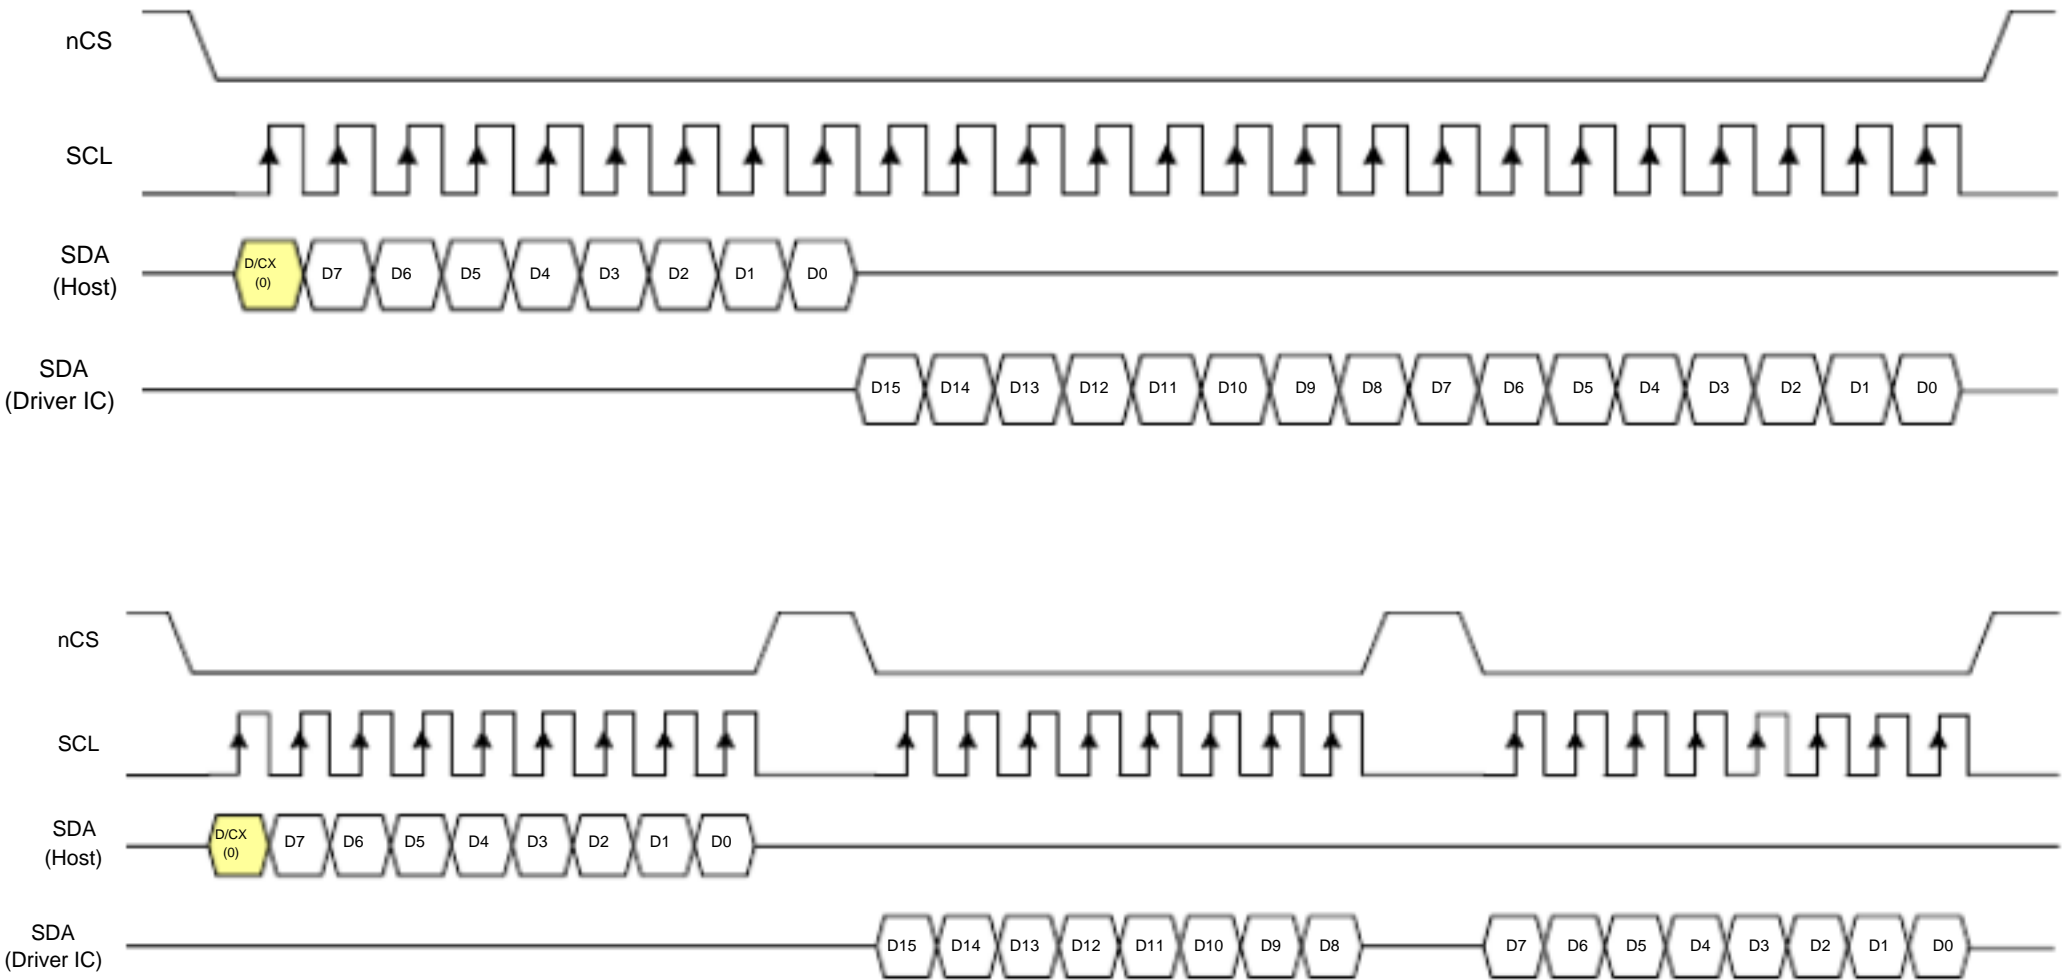 nCS
SCL
SDA
(Host)
D/CX
(0)
D7 D6 D5 D4 D3 D2 D1 D0
SDA
(Driver IC)
D15 D14 D13 D12 D11 D10 D9 D8 D7 D6 D5 D4 D3 D2 D1 D0
nCS
SCL
SDA
(Host)
D/CX
(0)
D7 D6 D5 D4 D3 D2 D1 D0
SDA
(Driver IC)
D15 D14 D13 D12 D11 D10 D9 D8 D7 D6 D5 D4 D3 D2 D1 D0